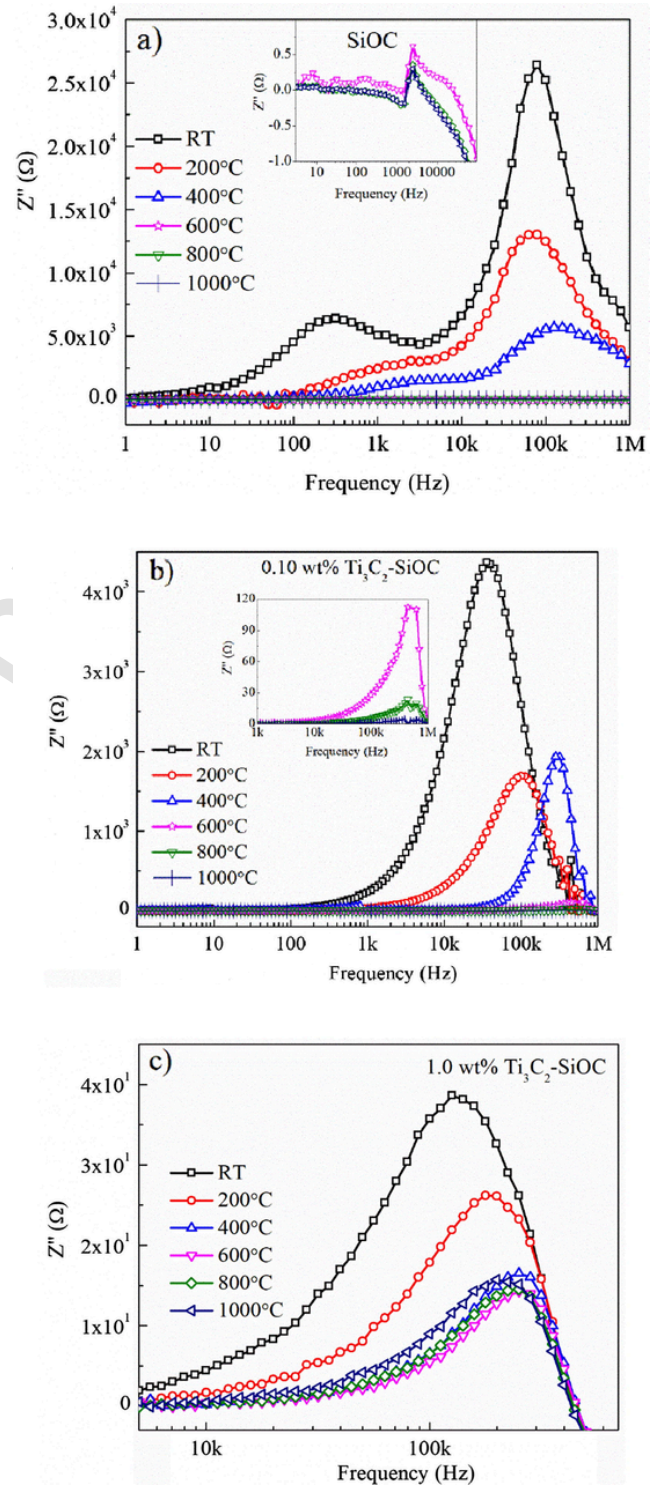 a)
SiOC
3.0x10⁴
2.5x10⁴
2.0x10⁴
1.5x10⁴
1.0x10⁴
5.0x10³
0.0
Z'' (Ω)
RT
200°C
400°C
600°C
800°C
1000°C
0.5
0.0
-0.5
-1.0
Z'' (Ω)
10 100 1000 10000
Frequency (Hz)
1 10 100 1k 10k 100k 1M
Frequency (Hz)
b)
0.10 wt% Ti₃C₂-SiOC
4x10³
3x10³
2x10³
1x10³
0
Z'' (Ω)
120
90
60
30
0
Z'' (Ω)
1k 10k 100k 1M
Frequency (Hz)
RT
200°C
400°C
600°C
800°C
1000°C
1 10 100 1k 10k 100k 1M
Frequency (Hz)
c)
1.0 wt% Ti₃C₂-SiOC
4x10¹
3x10¹
2x10¹
1x10¹
0
Z'' (Ω)
RT
200°C
400°C
600°C
800°C
1000°C
10k 100k
Frequency (Hz)